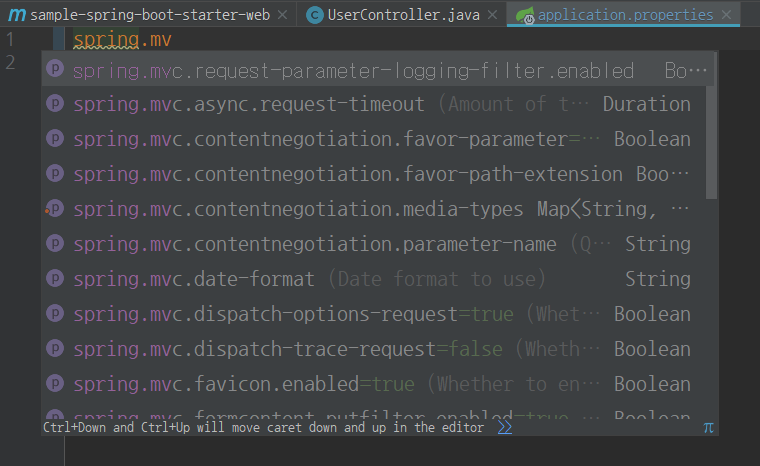 m sample-spring-boot-starter-web × C UserController.java × application.properties ×
1 spring.mv
2
p spring.mvc.request-parameter-logging-filter.enabled Bo…
p spring.mvc.async.request-timeout (Amount of t… Duration
p spring.mvc.contentnegotiation.favor-parameter=… Boolean
p spring.mvc.contentnegotiation.favor-path-extension Boo…
p spring.mvc.contentnegotiation.media-types Map<String, …
p spring.mvc.contentnegotiation.parameter-name (Q… String
p spring.mvc.date-format (Date format to use) String
p spring.mvc.dispatch-options-request=true (Whet… Boolean
p spring.mvc.dispatch-trace-request=false (Wheth… Boolean
p spring.mvc.favicon.enabled=true (Whether to en… Boolean
p spring.mvc.formcontent.putfilter.enabled=true … Boolean
Ctrl+Down and Ctrl+Up will move caret down and up in the editor >> π